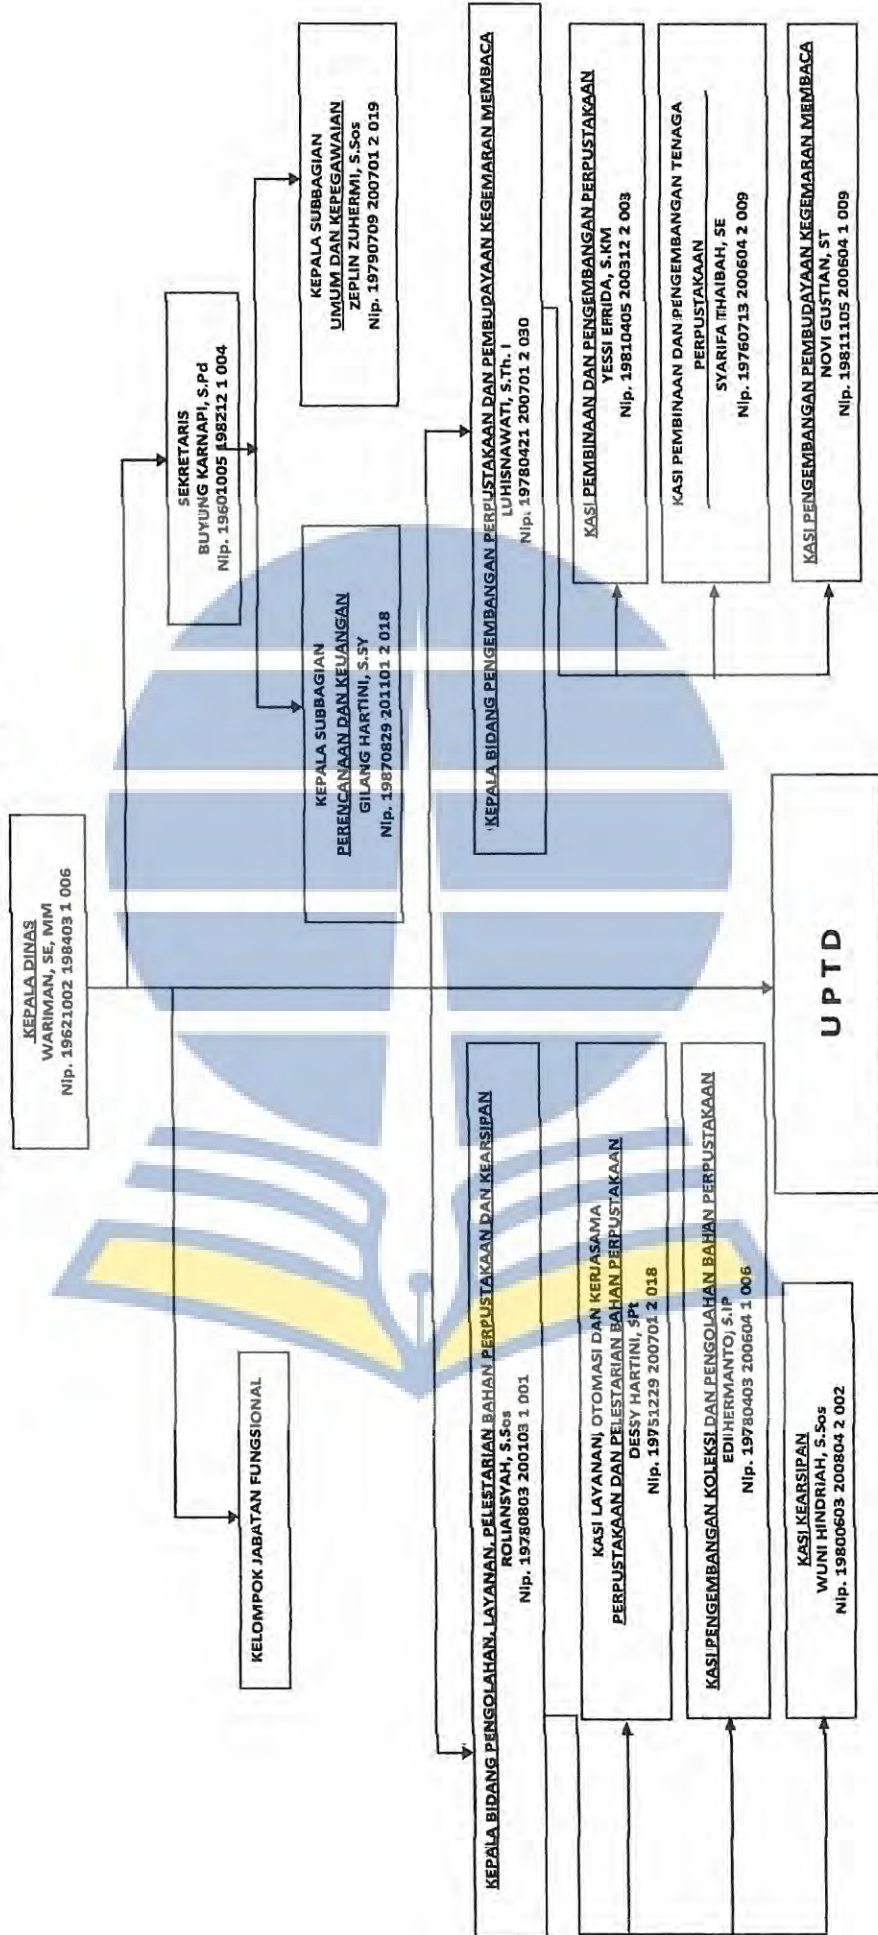 KEPALA DINAS
WARIMAN, SE, MM
Nip. 19621002 198403 1 006
SEKRETARIS
BUYUNG KARNAPI, S.Pd
Nip. 19601005 198212 1 004
KELOMPOK JABATAN FUNGSIONAL
KEPALA SUBBAGIAN
PERENCANAAN DAN KEUANGAN
GILANG HARTINI, S.SY
Nip. 19870829 201101 2 018
KEPALA SUBBAGIAN
UMUM DAN KEPEGAWAIAN
ZEPLIN ZUHERMI, S.Sos
Nip. 19790709 200701 2 019
KEPALA BIDANG PENGOLAHAN, LAYANAN, PELESTARIAN BAHAN PERPUSTAKAAN DAN KEARSIPAN
ROLIANSYAH, S.Sos
Nip. 19780803 200103 1 001
KEPALA BIDANG PENGEMBANGAN PERPUSTAKAAN DAN PEMBUDAYAAN KEGEMARAN MEMBACA
LUHISNAWATI, S.Th. I
Nip. 19780421 200701 2 030
KASI LAYANAN, OTOMASI DAN KERJASAMA
PERPUSTAKAAN DAN PELESTARIAN BAHAN PERPUSTAKAAN
DESSY HARTINI, SPt
Nip. 19751229 200701 2 018
KASI PENGEMBANGAN KOLEKSI DAN PENGOLAHAN BAHAN PERPUSTAKAAN
EDI HERMANTO, S.IP
Nip. 19780403 200604 1 006
KASI KEARSIPAN
WUNI HINDRIAH, S.Sos
Nip. 19800603 200804 2 002
KASI PEMBINAAN DAN PENGEMBANGAN PERPUSTAKAAN
YESSI EFRIDA, S.KM
Nip. 19810405 200312 2 003
KASI PEMBINAAN DAN PENGEMBANGAN TENAGA
PERPUSTAKAAN
SYARIFA THAIBAH, SE
Nip. 19760713 200604 2 009
KASI PENGEMBANGAN PEMBUDAYAAN KEGEMARAN MEMBACA
NOVI GUSTIAN, ST
Nip. 19811105 200604 1 009
UPTD